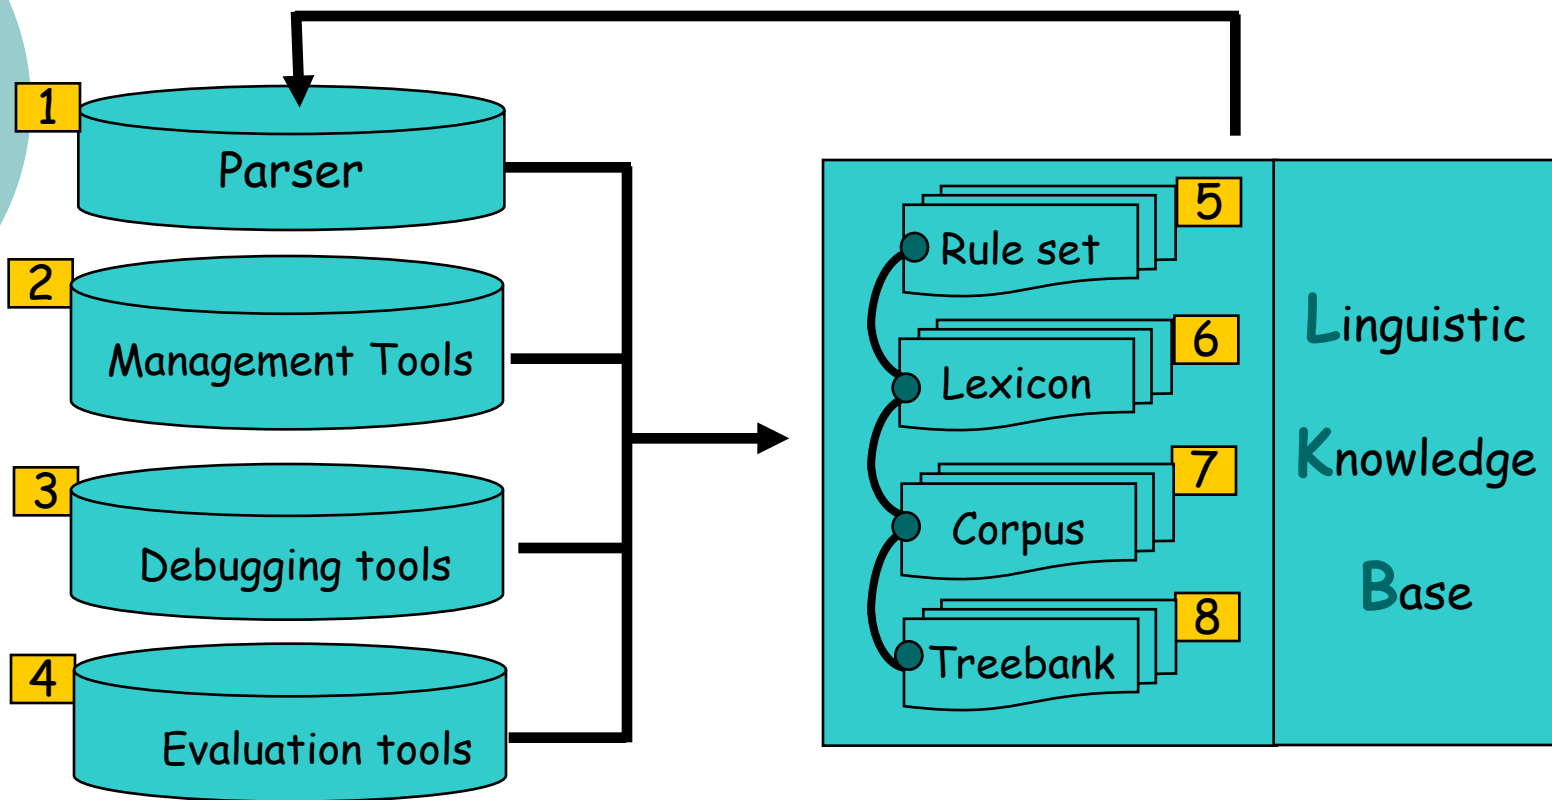 1
Parser
2
Management Tools
3
Debugging tools
4
Evaluation tools
5
Rule set
6
Lexicon
7
Corpus
8
Treebank
Linguistic
Knowledge
Base